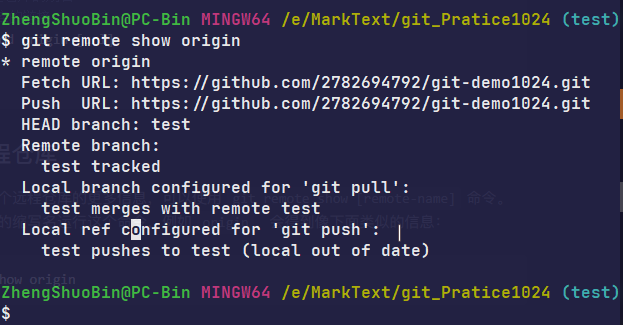 ZhengShuoBin@PC-Bin MINGW64 /e/MarkText/git_Pratice1024 (test)
$ git remote show origin
* remote origin
  Fetch URL: https://github.com/2782694792/git-demo1024.git
  Push  URL: https://github.com/2782694792/git-demo1024.git
  HEAD branch: test
  Remote branch:
    test tracked
  Local branch configured for 'git pull':
    test merges with remote test
  Local ref configured for 'git push':
    test pushes to test (local out of date)
ZhengShuoBin@PC-Bin MINGW64 /e/MarkText/git_Pratice1024 (test)
$